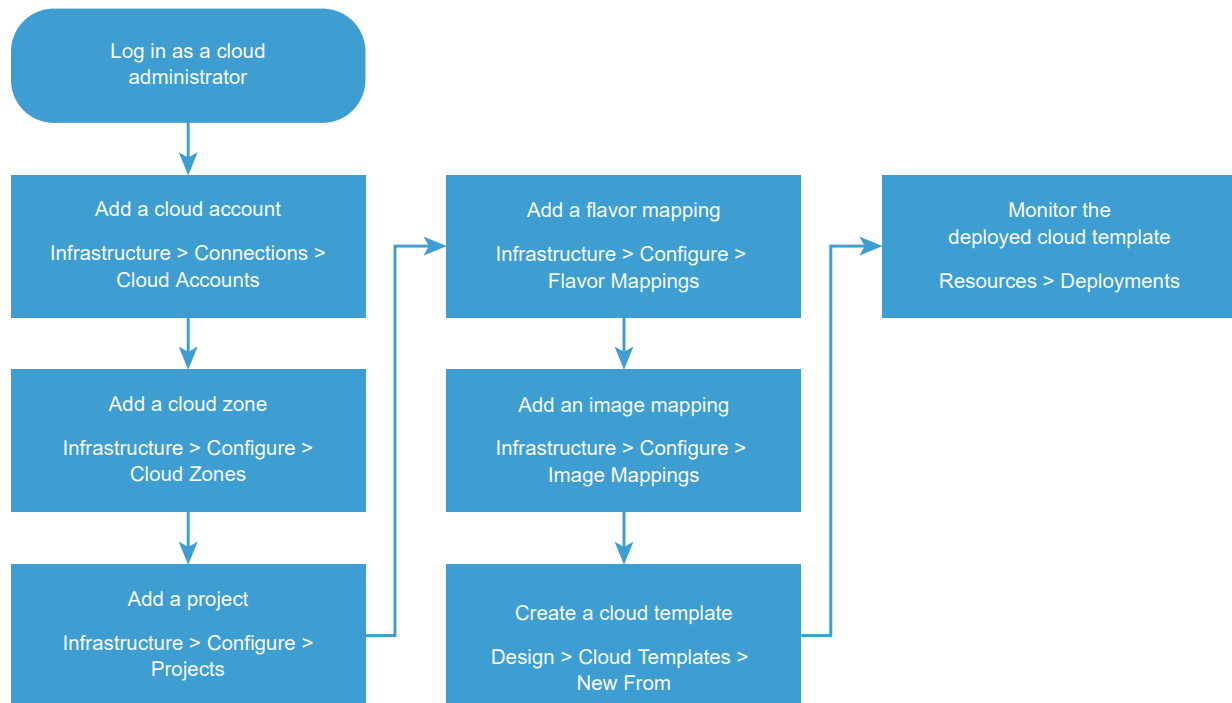 Log in as a cloud
administrator
Add a cloud account
Infrastructure > Connections >
Cloud Accounts
Add a cloud zone
Infrastructure > Configure >
Cloud Zones
Add a project
Infrastructure > Configure >
Projects
Add a flavor mapping
Infrastructure > Configure >
Flavor Mappings
Add an image mapping
Infrastructure > Configure >
Image Mappings
Create a cloud template
Design > Cloud Templates >
New From
Monitor the
deployed cloud template
Resources > Deployments